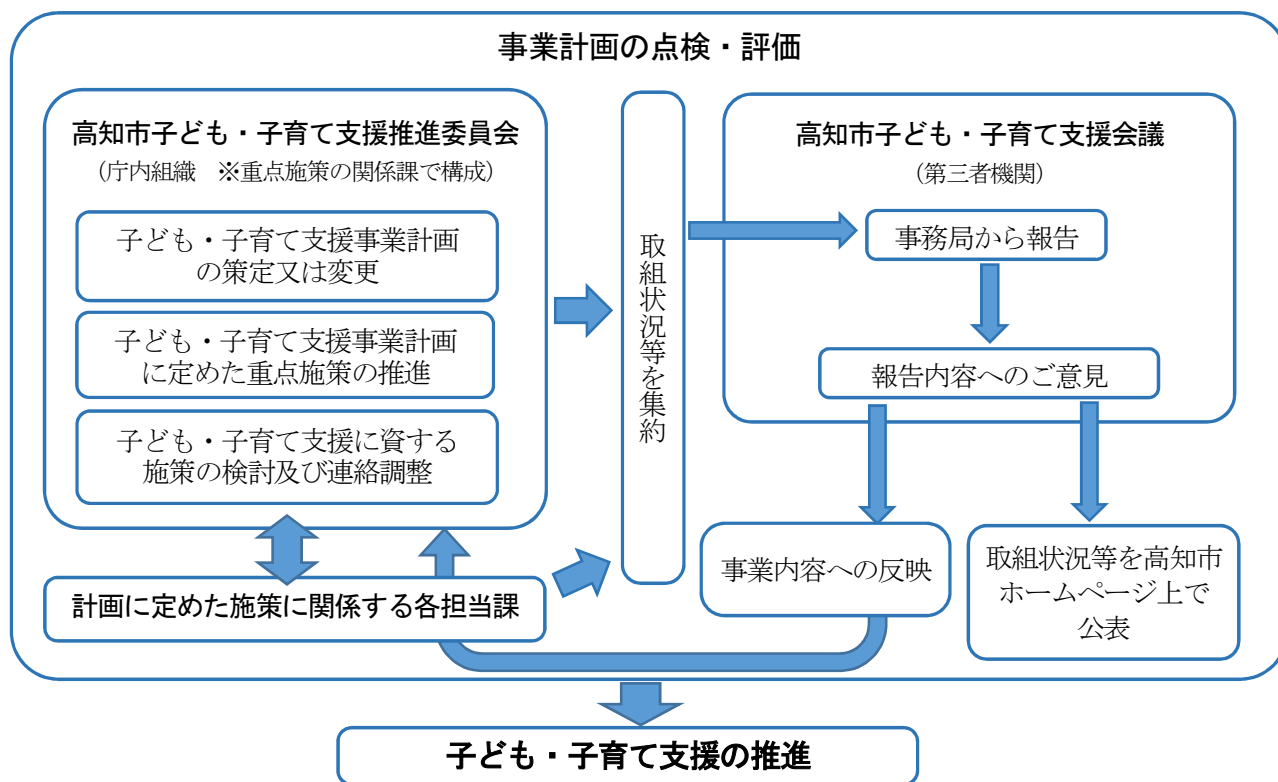 事業計画の点検・評価
高知市子ども・子育て支援推進委員会
（庁内組織　※重点施策の関係課で構成）
子ども・子育て支援事業計画
の策定又は変更
子ども・子育て支援事業計画
に定めた重点施策の推進
子ども・子育て支援に資する
施策の検討及び連絡調整
計画に定めた施策に関係する各担当課
取組状況等を集約
高知市子ども・子育て支援会議
（第三者機関）
事務局から報告
報告内容へのご意見
事業内容への反映
取組状況等を高知市
ホームページ上で
公表
子ども・子育て支援の推進